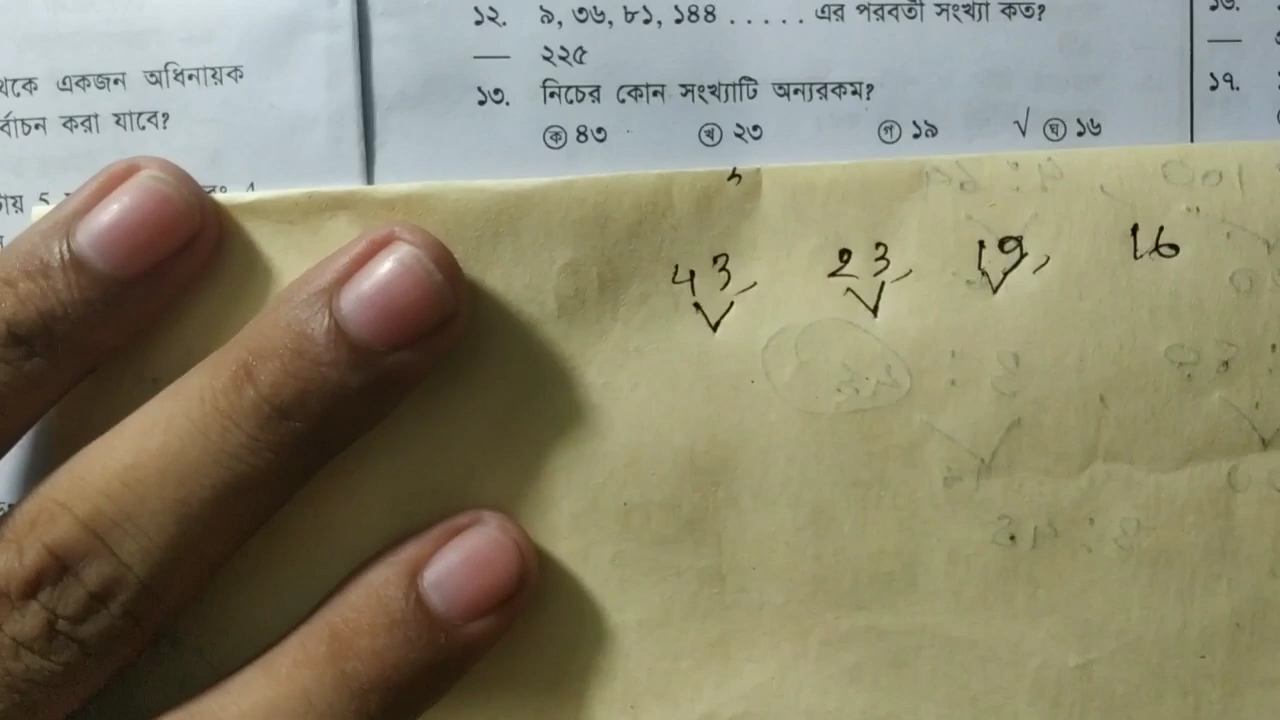 থেকে একজন অধিনায়ক
র্বাচন করা যাবে?
5
১২. ৯, ৩৬, ৮১, ১৪৪ ..... এর পরবর্তী সংখ্যা কত?
২২৫
১৩. নিচের কোন সংখ্যাটি অন্যরকম?
ক ৪৩ খ ২৩ গ ১৯ √ ঘ ১৬
১৭.
43, 23, 19, 16